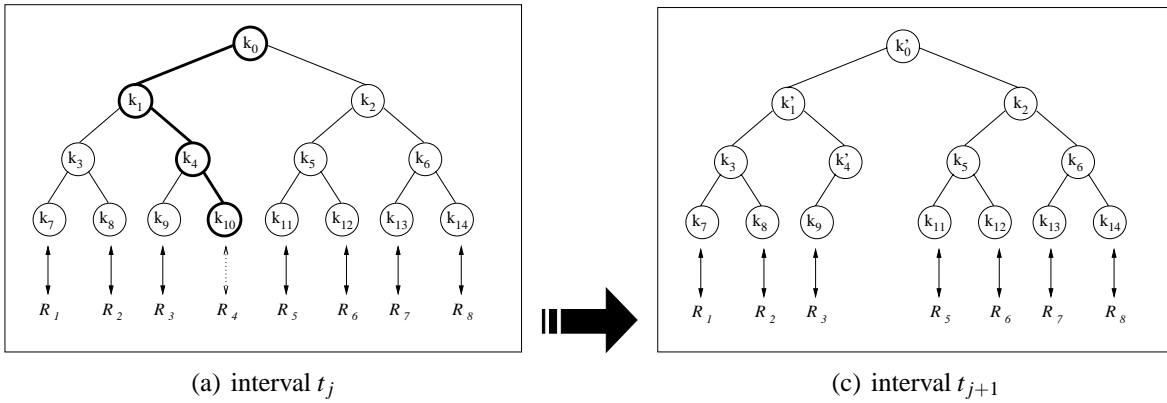 k0 k'0
k1 k2 k'1 k2
k3 k4 k5 k6 k3 k'4 k5 k6
k7 k8 k9 k10 k11 k12 k13 k14 k7 k8 k9 k11 k12 k13 k14
R1 R2 R3 R4 R5 R6 R7 R8 R1 R2 R3 R5 R6 R7 R8
(a) interval tj (c) interval tj+1